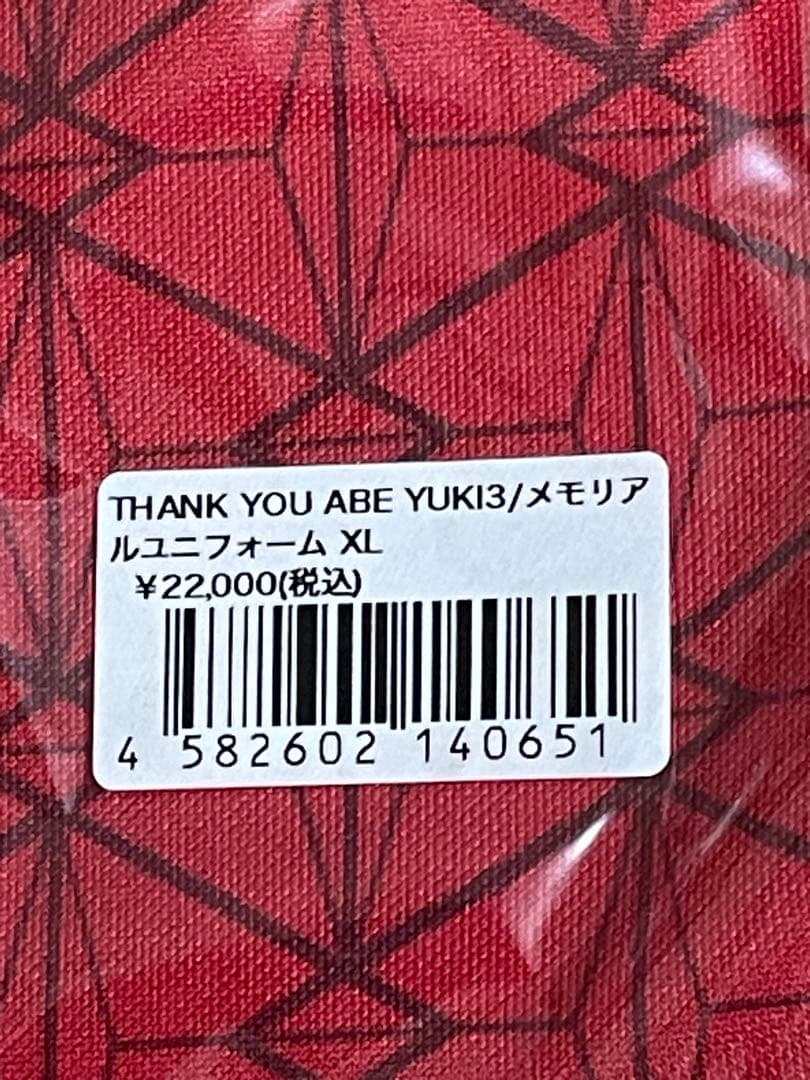 THANK YOU ABE YUKI3/メモリア
ルユニフォーム XL
¥22,000(税込)
4 582602 140651